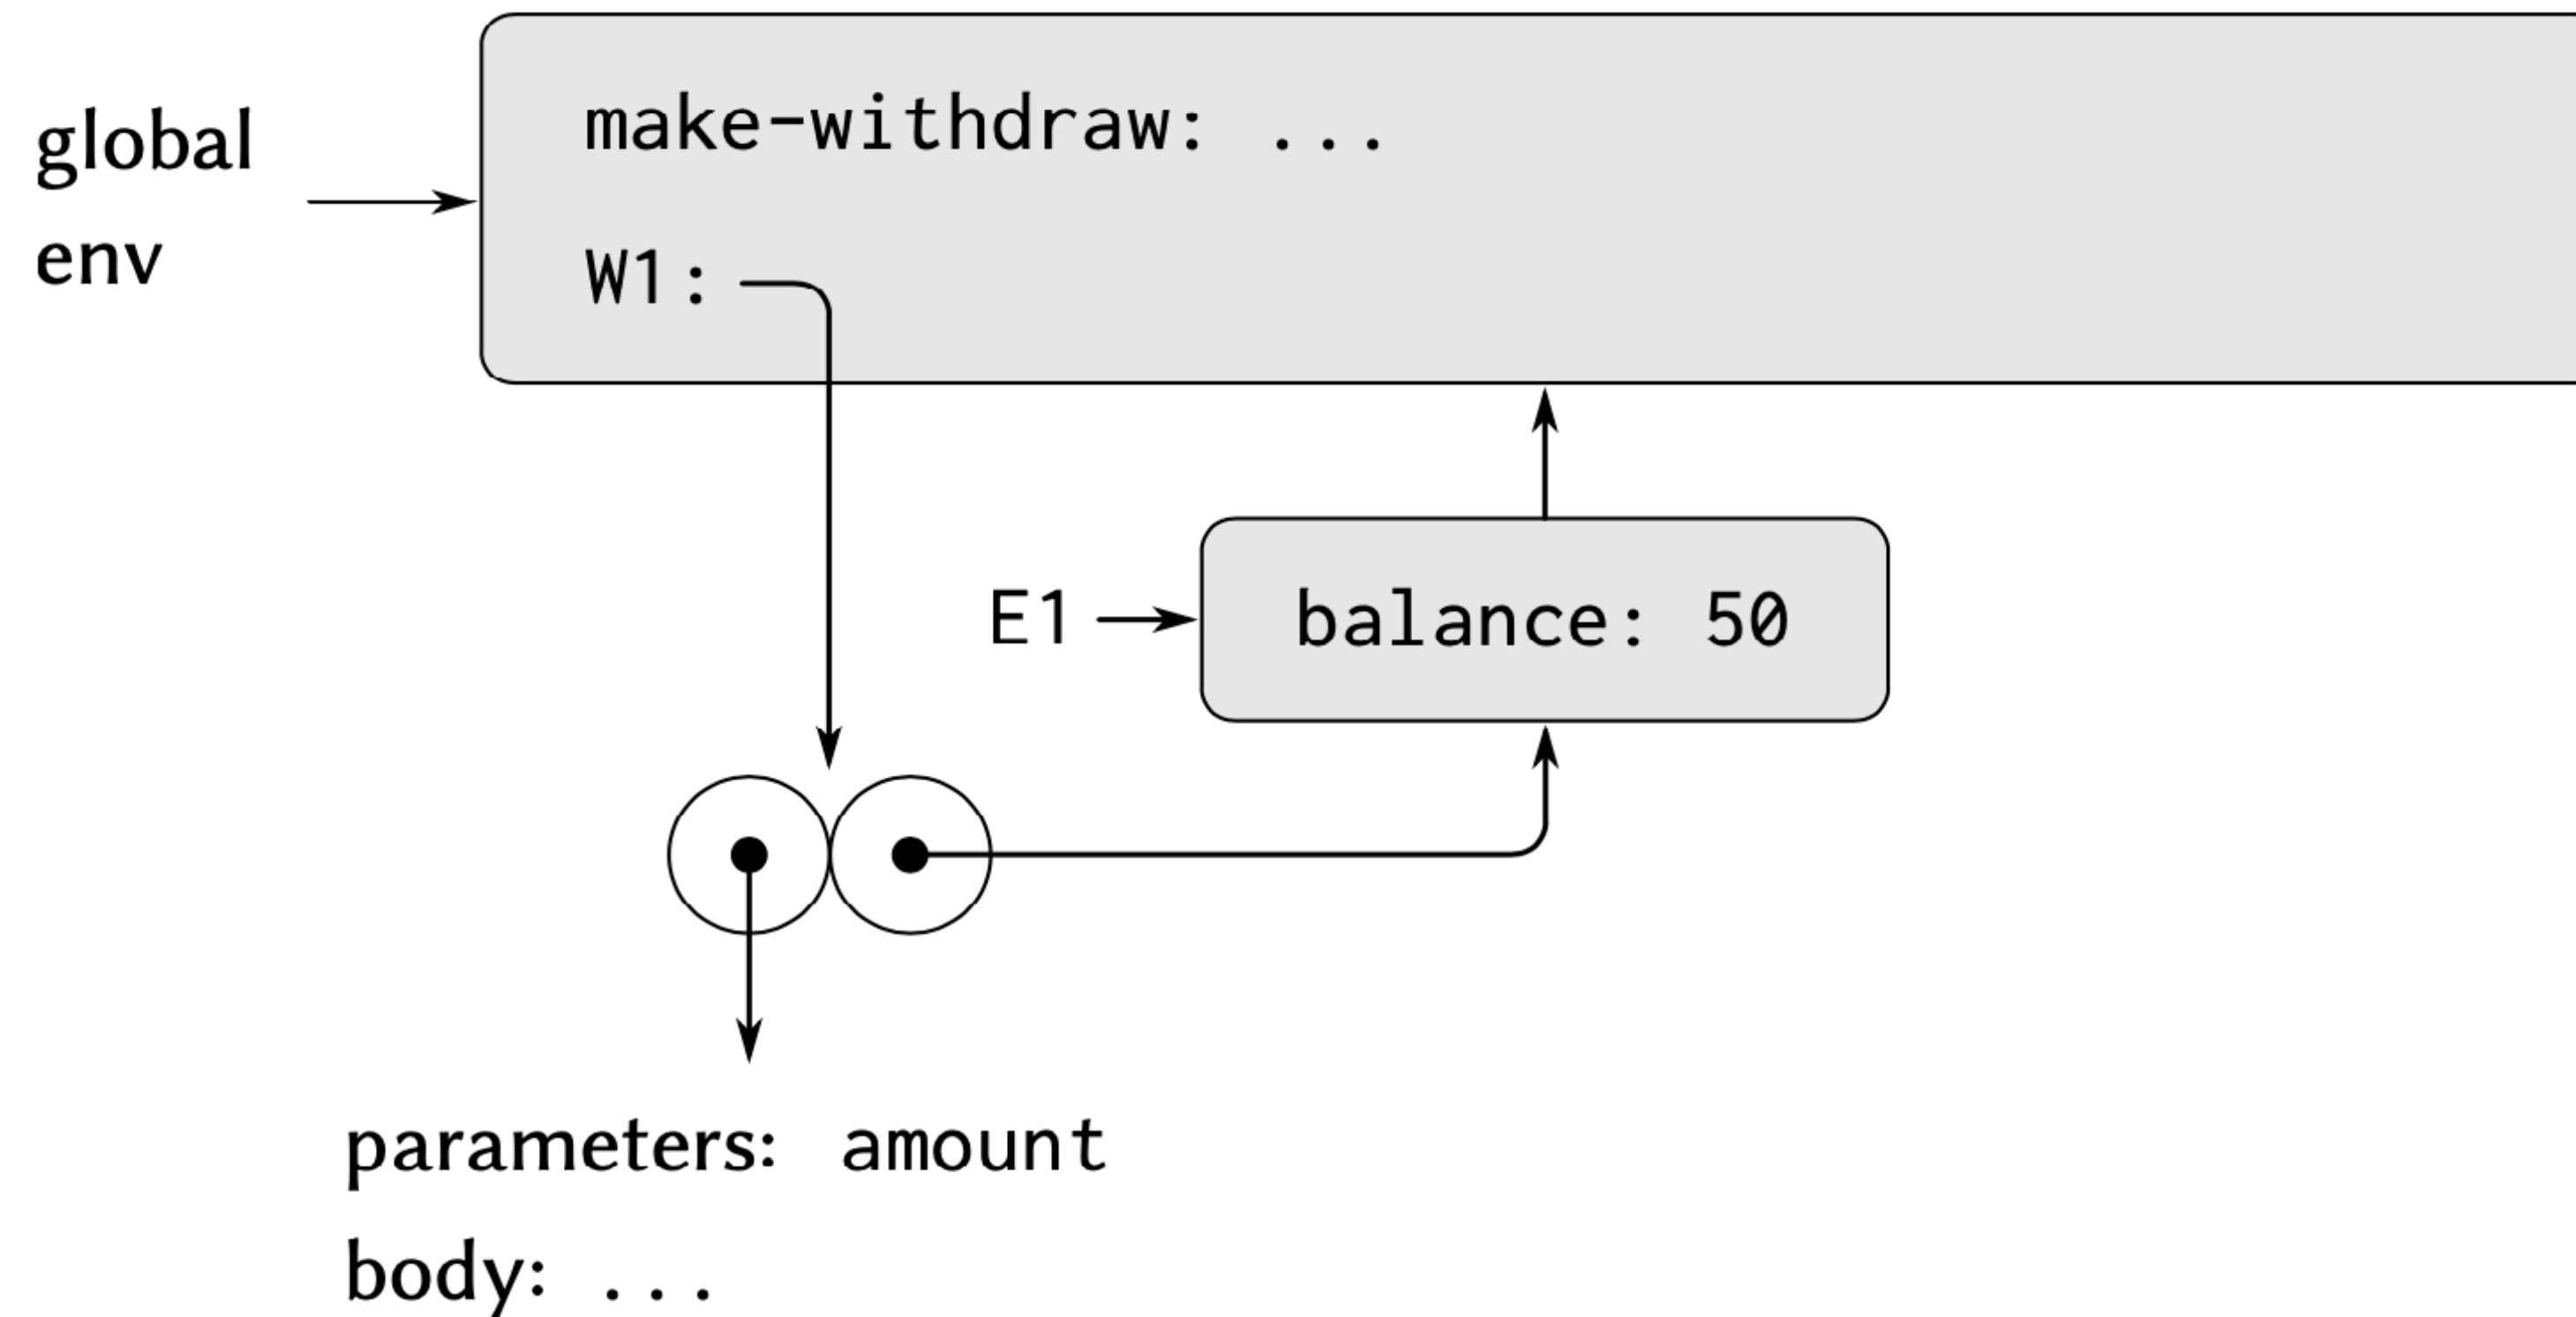 global
env
make-withdraw: ...
W1:
E1
balance: 50
parameters: amount
body: ...